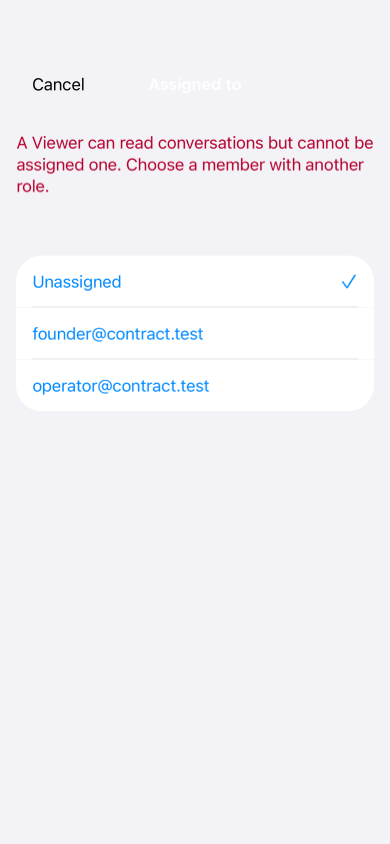 Cancel
Assigned to
A Viewer can read conversations but cannot be
assigned one. Choose a member with another
role.
Unassigned
founder@contract.test
operator@contract.test